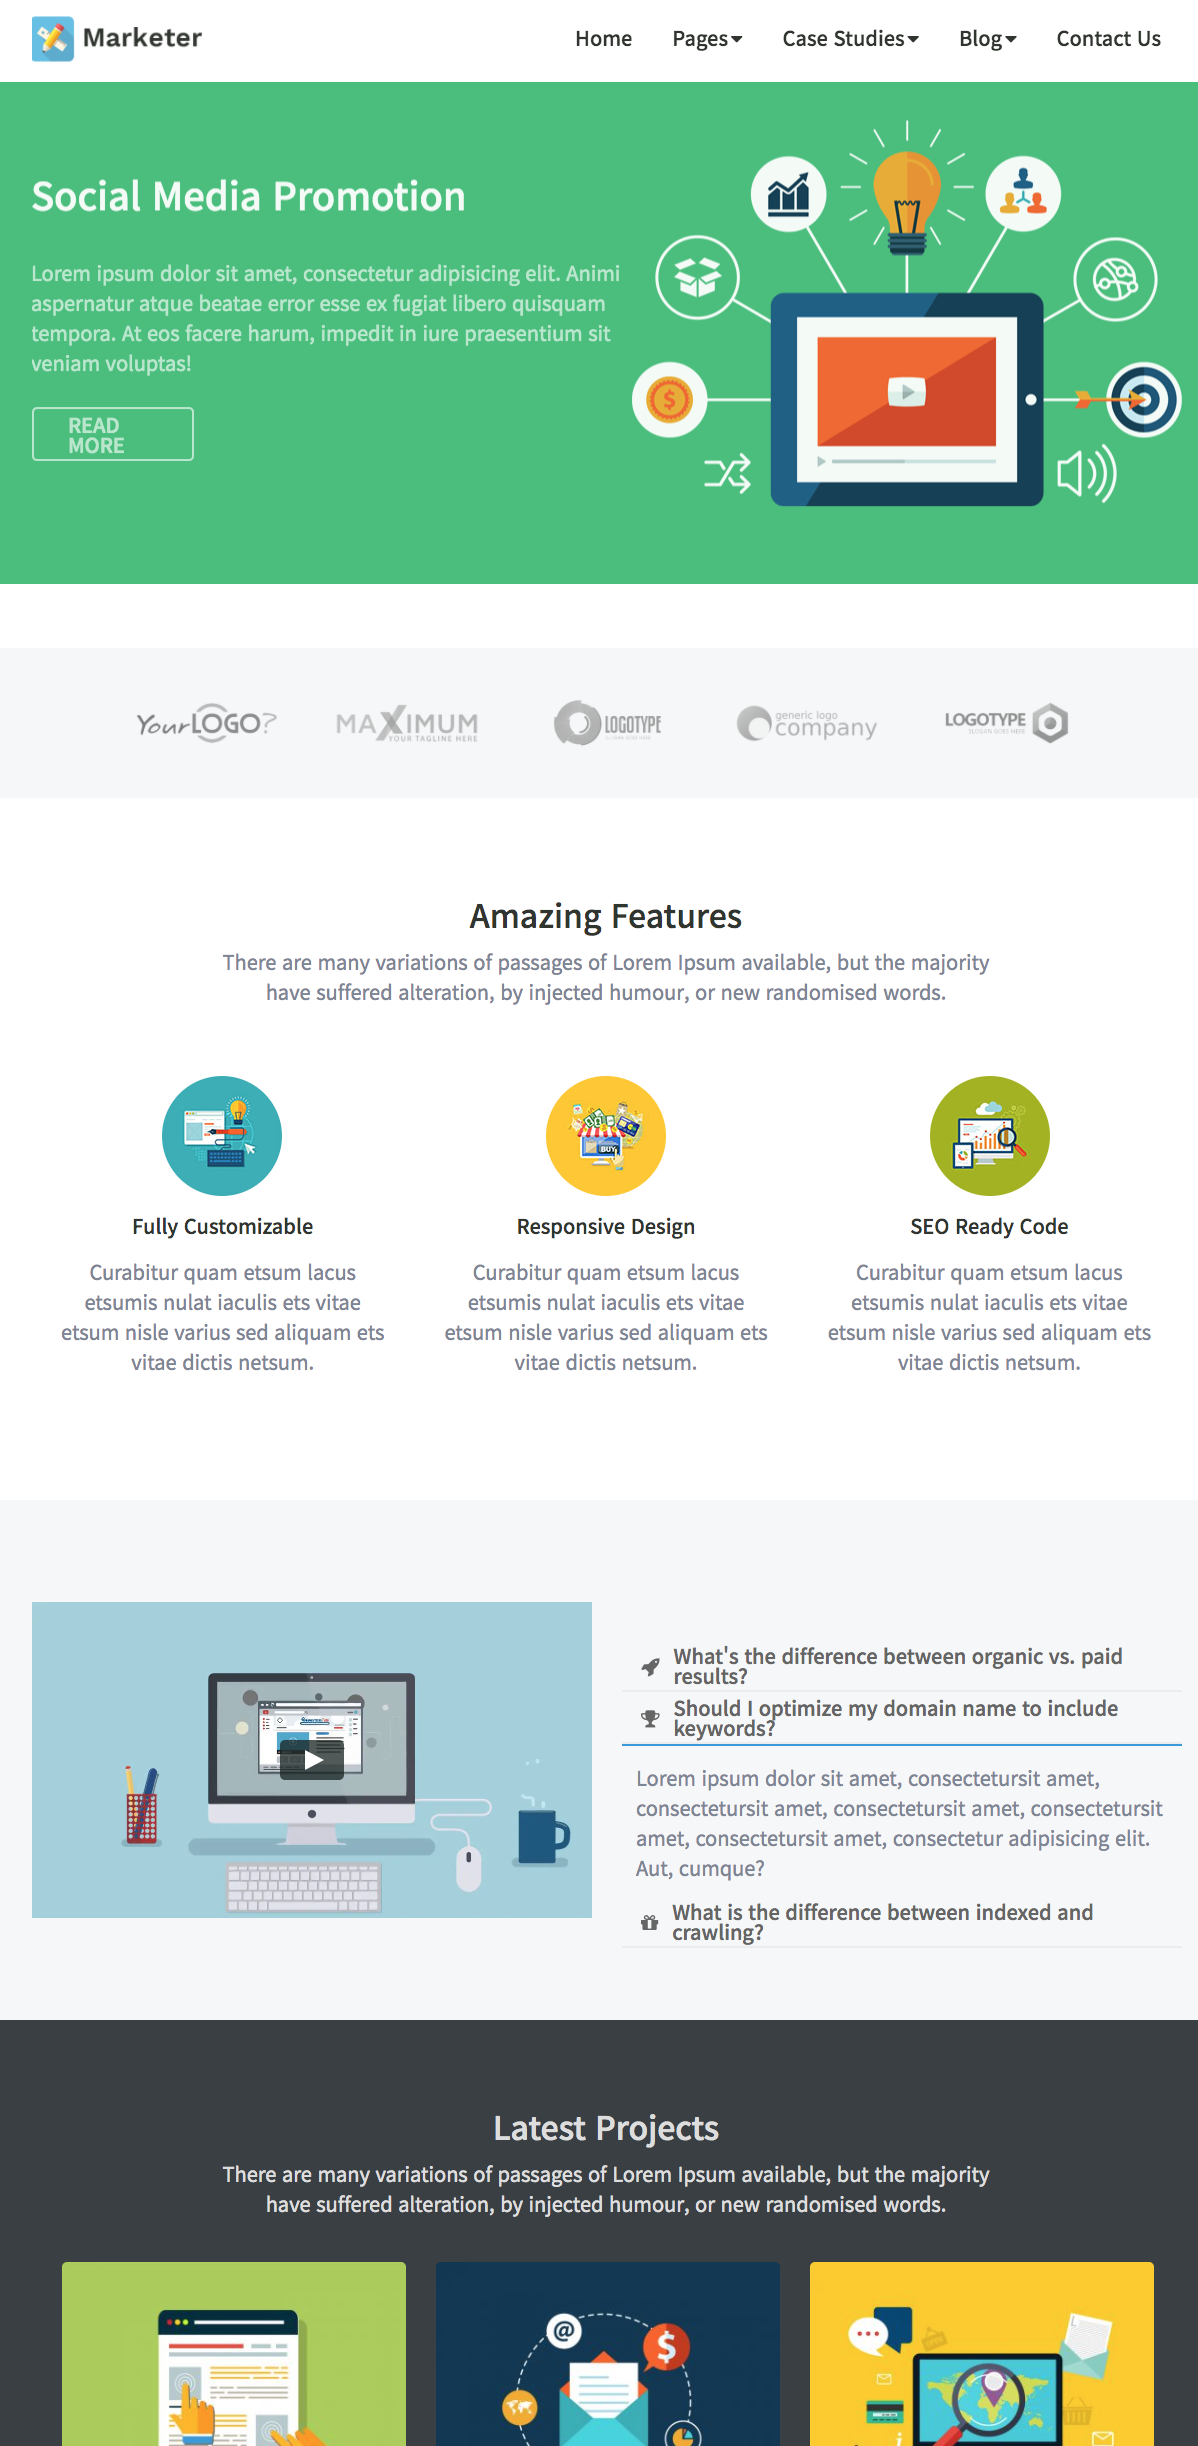 Marketer
Home Pages Case Studies Blog Contact Us
Social Media Promotion
Lorem ipsum dolor sit amet, consectetur adipisicing elit. Animi
aspernatur atque beatae error esse ex fugiat libero quisquam
tempora. At eos facere harum, impedit in iure praesentium sit
veniam voluptas!
READ
MORE
$
YourLOGO?
MAXIMUM
YOUR TAGLINE HERE
LOGOTYPE
generic logo
company
LOGOTYPE
SLOGAN GOES HERE
Amazing Features
There are many variations of passages of Lorem Ipsum available, but the majority
have suffered alteration, by injected humour, or new randomised words.
BUY
Fully Customizable
Responsive Design
SEO Ready Code
Curabitur quam etsum lacus
etsumis nulat iaculis ets vitae
etsum nisle varius sed aliquam ets
vitae dictis netsum.
Curabitur quam etsum lacus
etsumis nulat iaculis ets vitae
etsum nisle varius sed aliquam ets
vitae dictis netsum.
Curabitur quam etsum lacus
etsumis nulat iaculis ets vitae
etsum nisle varius sed aliquam ets
vitae dictis netsum.
What's the difference between organic vs. paid
results?
Should I optimize my domain name to include
keywords?
Lorem ipsum dolor sit amet, consectetursit amet,
consectetursit amet, consectetursit amet, consectetursit
amet, consectetursit amet, consectetur adipisicing elit.
Aut, cumque?
What is the difference between indexed and
crawling?
Latest Projects
There are many variations of passages of Lorem Ipsum available, but the majority
have suffered alteration, by injected humour, or new randomised words.
@
$
i